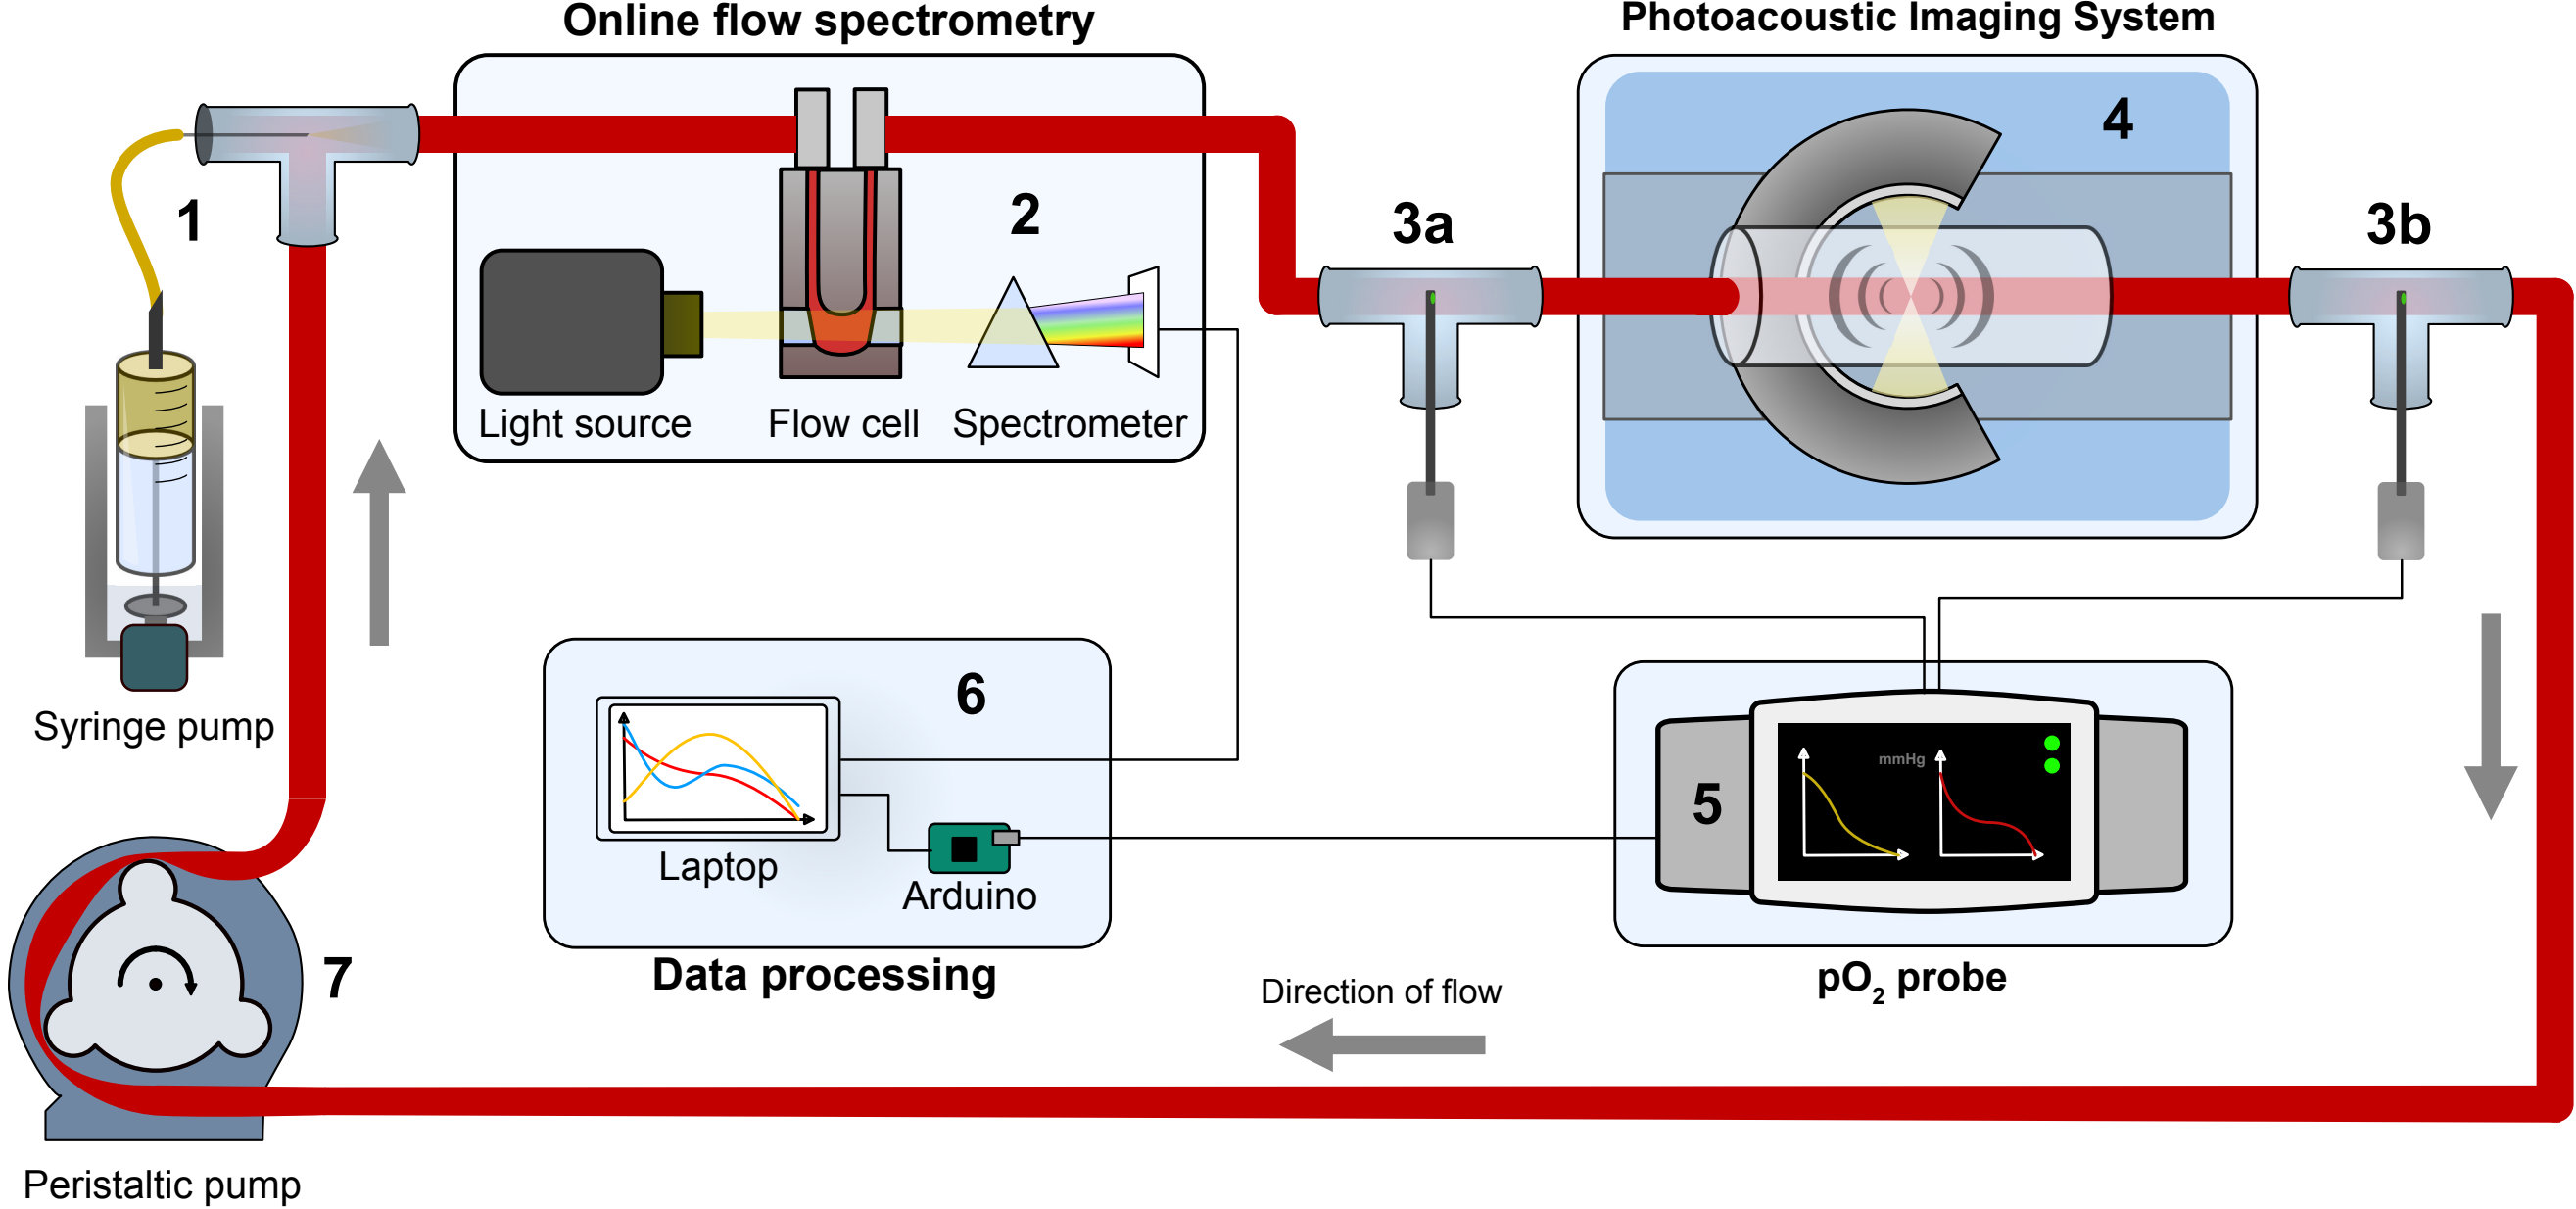 Online flow spectrometry
Photoacoustic Imaging System
1
2
3a
4
3b
Light source
Flow cell
Spectrometer
Syringe pump
6
Laptop
Arduino
Data processing
5
mmHg
pO2 probe
7
Direction of flow
Peristaltic pump